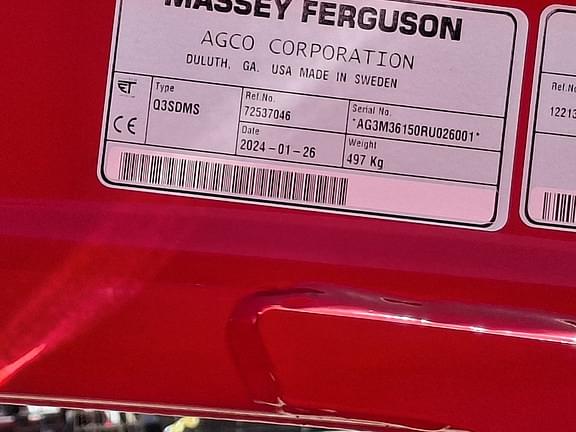 MASSEY FERGUSON
AGCO CORPORATION
DULUTH, GA. USA MADE IN SWEDEN
Type
Q3SDMS
Ref.No.
72537046
Serial No.
*AG3M36150RU026001*
Date
2024-01-26
Weight
497 Kg
CE
Ref.No
12213